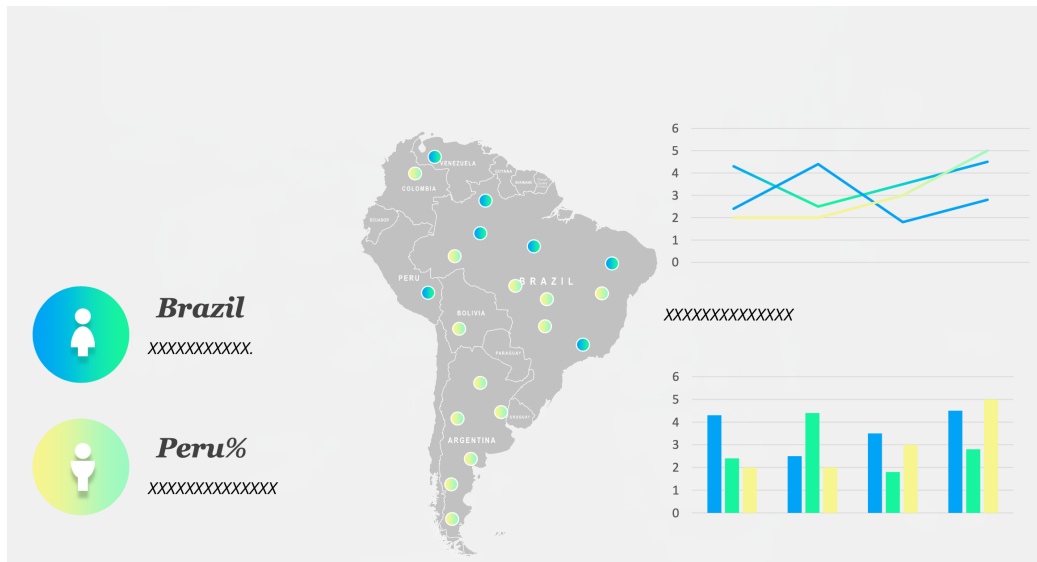 Brazil
XXXXXXXXXXX.
Peru%
XXXXXXXXXXXXXX
VENEZUELA
COLOMBIA
ECUADOR
PERU
BRAZIL
BOLIVIA
PARAGUAY
URUGUAY
ARGENTINA
6
5
4
3
2
1
0
XXXXXXXXXXXXXX
6
5
4
3
2
1
0